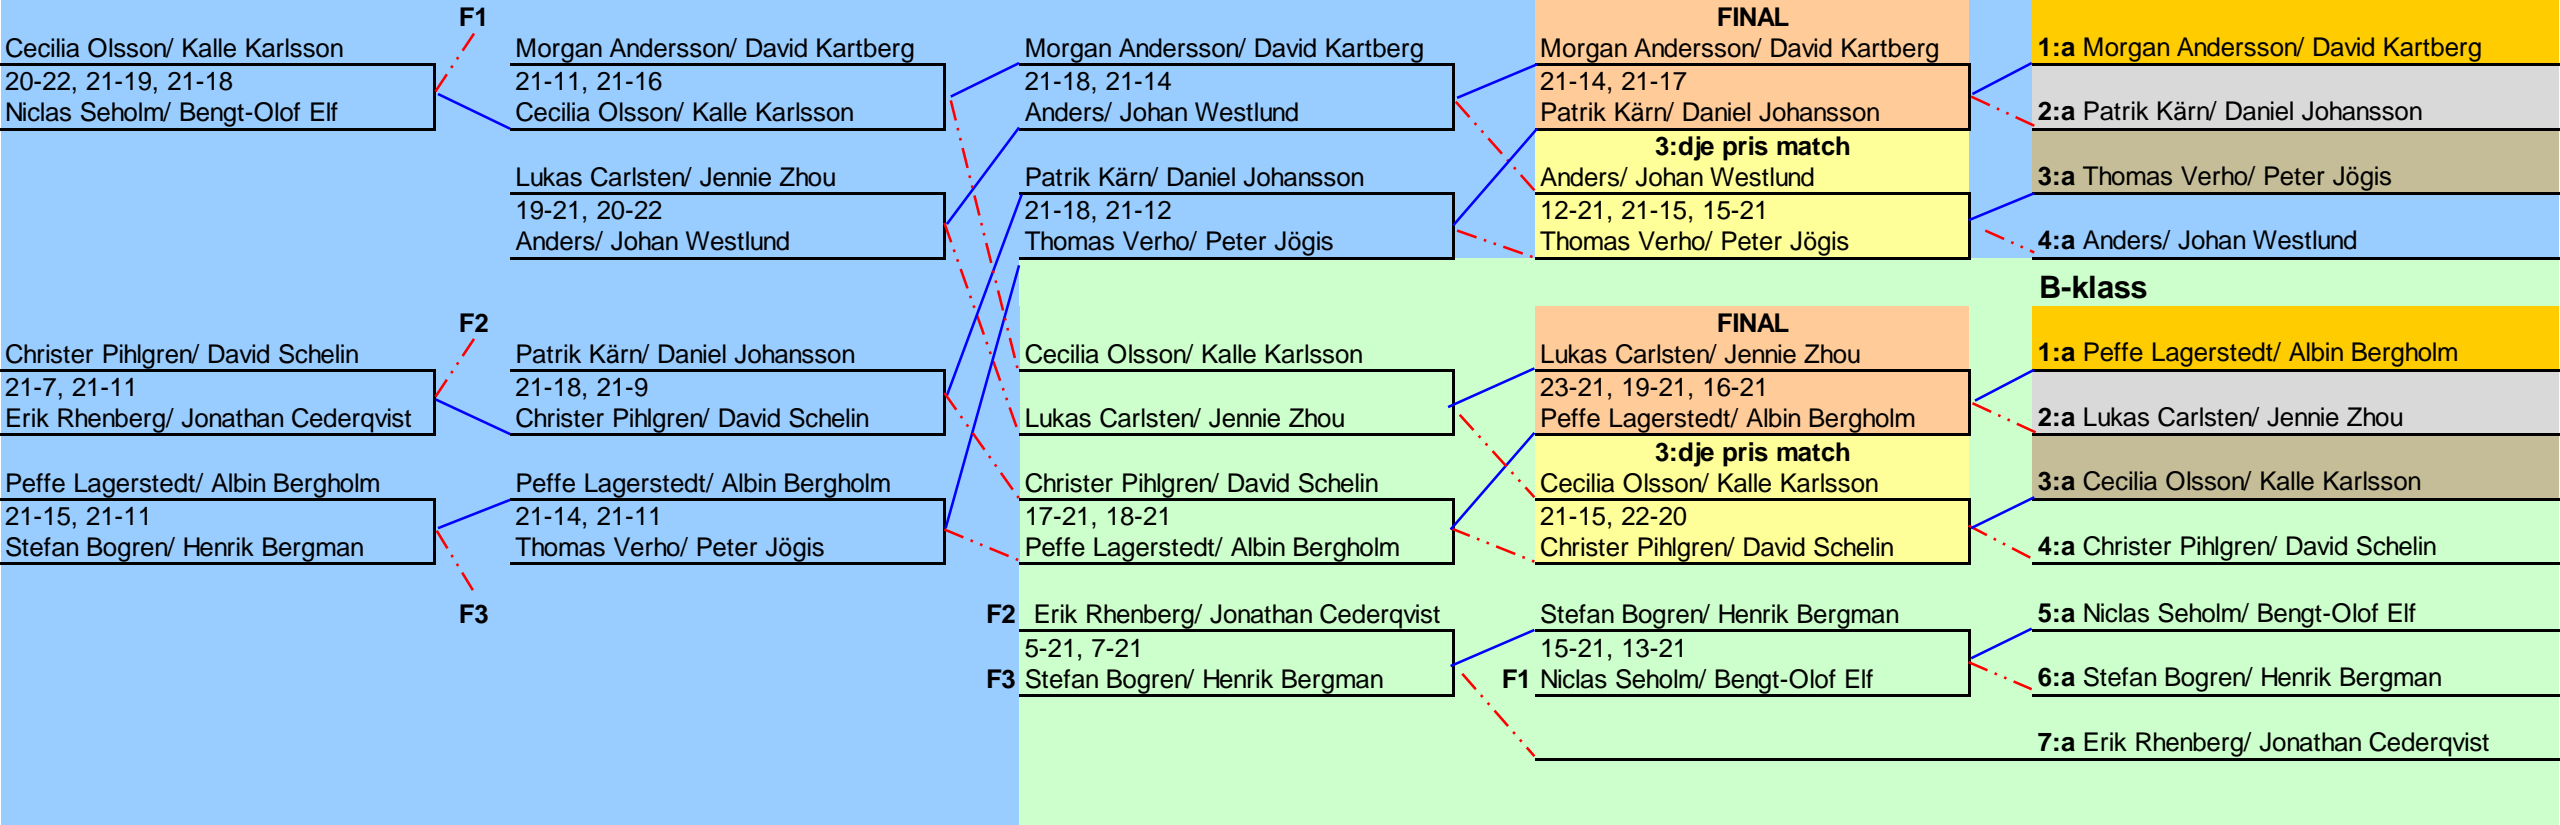 F1
FINAL
Cecilia Olsson/ Kalle Karlsson
Morgan Andersson/ David Kartberg
Morgan Andersson/ David Kartberg
Morgan Andersson/ David Kartberg
1:a Morgan Andersson/ David Kartberg
20-22, 21-19, 21-18
21-11, 21-16
21-18, 21-14
21-14, 21-17
Niclas Seholm/ Bengt-Olof Elf
Cecilia Olsson/ Kalle Karlsson
Anders/ Johan Westlund
Patrik Kärn/ Daniel Johansson
2:a Patrik Kärn/ Daniel Johansson
3:dje pris match
Lukas Carlsten/ Jennie Zhou
Patrik Kärn/ Daniel Johansson
Anders/ Johan Westlund
3:a Thomas Verho/ Peter Jögis
19-21, 20-22
21-18, 21-12
12-21, 21-15, 15-21
Anders/ Johan Westlund
Thomas Verho/ Peter Jögis
Thomas Verho/ Peter Jögis
4:a Anders/ Johan Westlund
B-klass
F2
FINAL
Christer Pihlgren/ David Schelin
Patrik Kärn/ Daniel Johansson
Cecilia Olsson/ Kalle Karlsson
Lukas Carlsten/ Jennie Zhou
1:a Peffe Lagerstedt/ Albin Bergholm
21-7, 21-11
21-18, 21-9
23-21, 19-21, 16-21
Erik Rhenberg/ Jonathan Cederqvist
Christer Pihlgren/ David Schelin
Lukas Carlsten/ Jennie Zhou
Peffe Lagerstedt/ Albin Bergholm
2:a Lukas Carlsten/ Jennie Zhou
3:dje pris match
Peffe Lagerstedt/ Albin Bergholm
Peffe Lagerstedt/ Albin Bergholm
Christer Pihlgren/ David Schelin
Cecilia Olsson/ Kalle Karlsson
3:a Cecilia Olsson/ Kalle Karlsson
21-15, 21-11
21-14, 21-11
17-21, 18-21
21-15, 22-20
Stefan Bogren/ Henrik Bergman
Thomas Verho/ Peter Jögis
Peffe Lagerstedt/ Albin Bergholm
Christer Pihlgren/ David Schelin
4:a Christer Pihlgren/ David Schelin
F3
F2 Erik Rhenberg/ Jonathan Cederqvist
Stefan Bogren/ Henrik Bergman
5:a Niclas Seholm/ Bengt-Olof Elf
5-21, 7-21
15-21, 13-21
F3 Stefan Bogren/ Henrik Bergman
F1 Niclas Seholm/ Bengt-Olof Elf
6:a Stefan Bogren/ Henrik Bergman
7:a Erik Rhenberg/ Jonathan Cederqvist